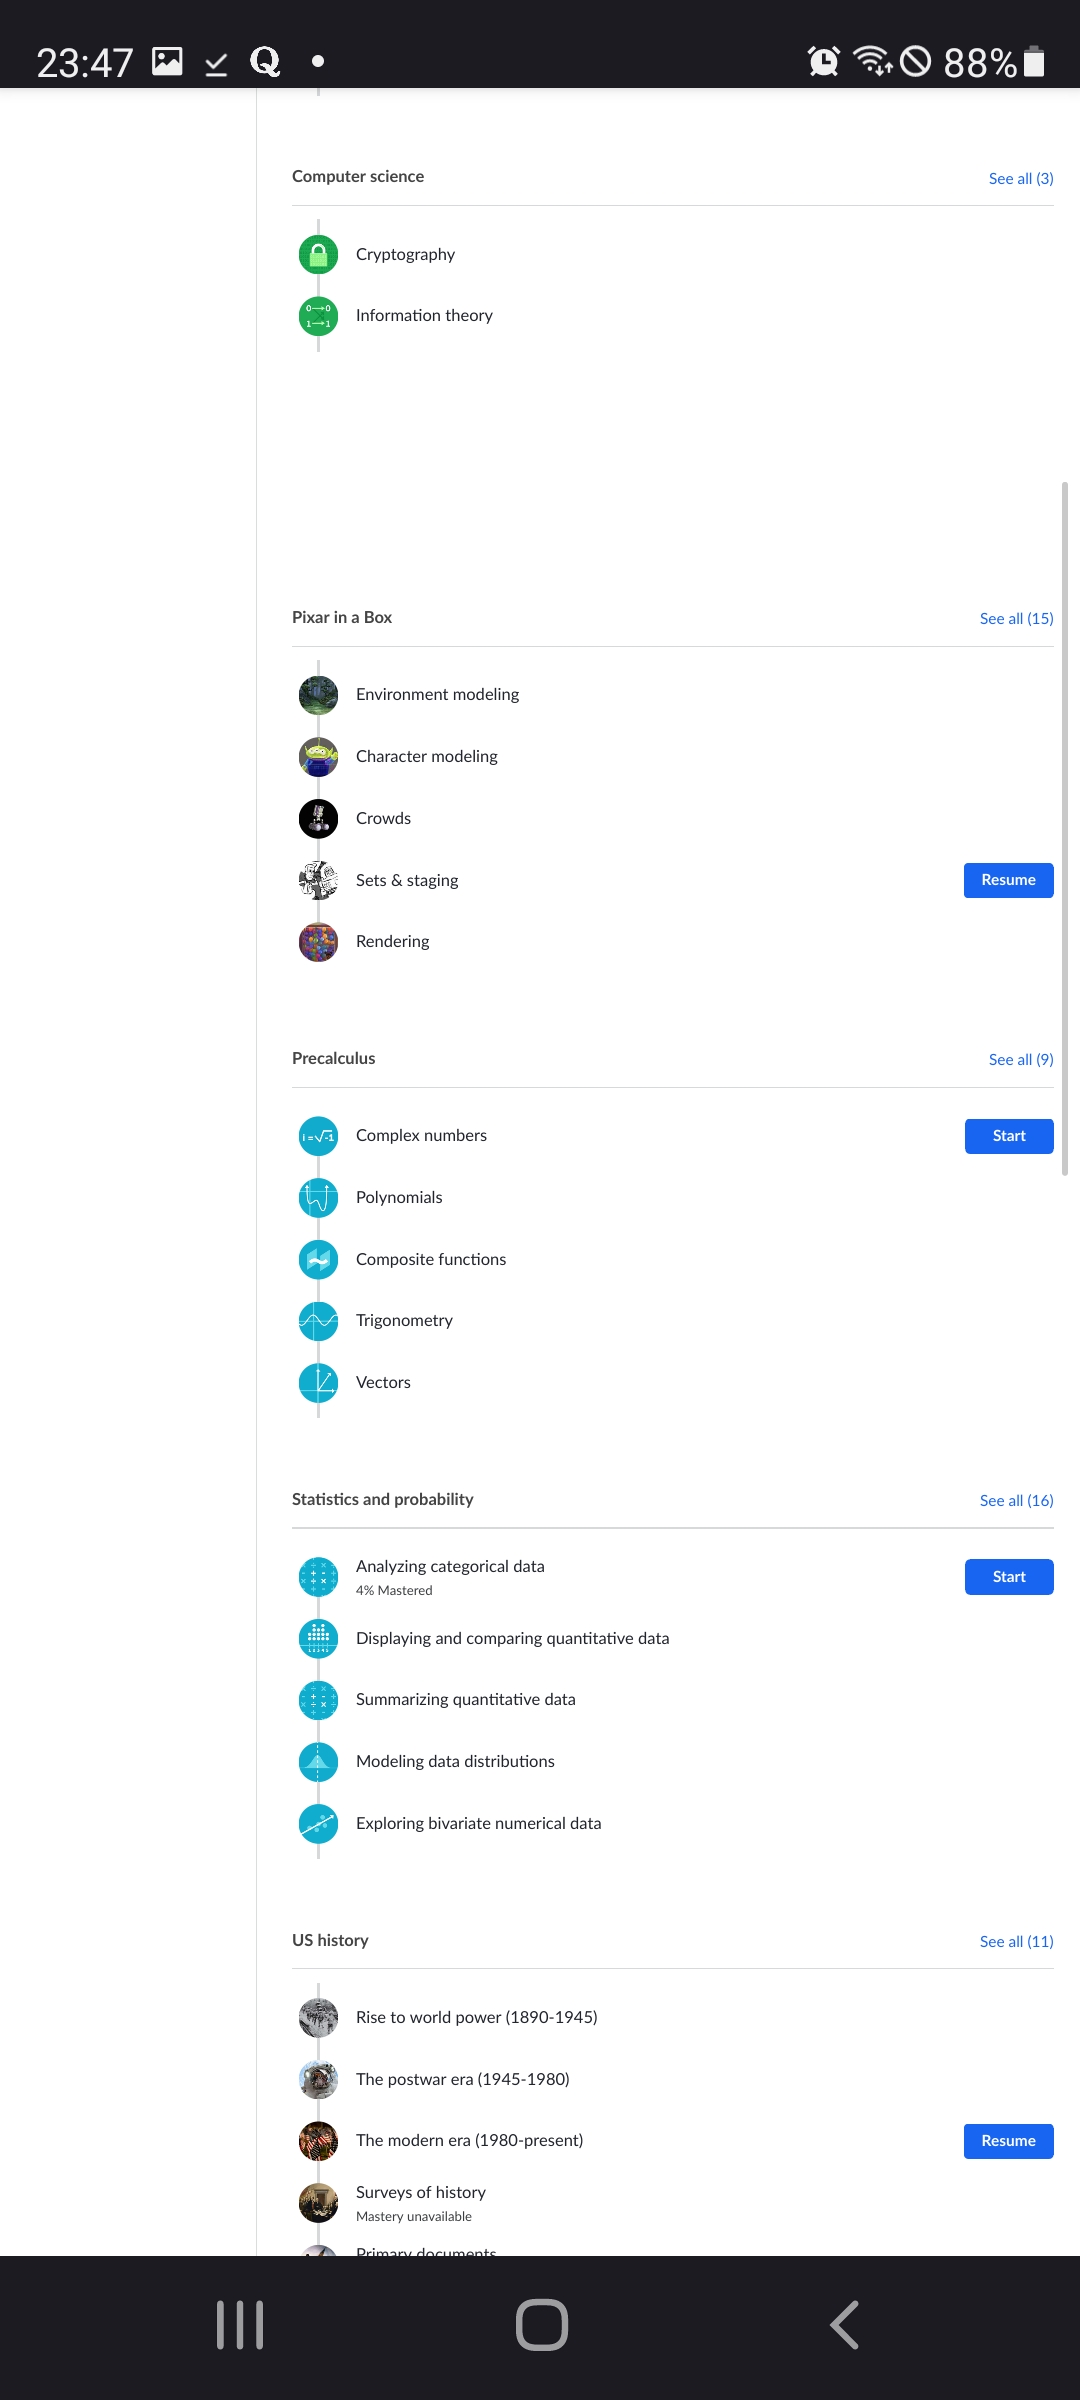 23:47
88%
Computer science
See all (3)
Cryptography
Information theory
Pixar in a Box
See all (15)
Environment modeling
Character modeling
Crowds
Sets & staging
Resume
Rendering
Precalculus
See all (9)
Complex numbers
Start
Polynomials
Composite functions
Trigonometry
Vectors
Statistics and probability
See all (16)
Analyzing categorical data
4% Mastered
Start
Displaying and comparing quantitative data
Summarizing quantitative data
Modeling data distributions
Exploring bivariate numerical data
US history
See all (11)
Rise to world power (1890-1945)
The postwar era (1945-1980)
The modern era (1980-present)
Resume
Surveys of history
Mastery unavailable
Primary documents